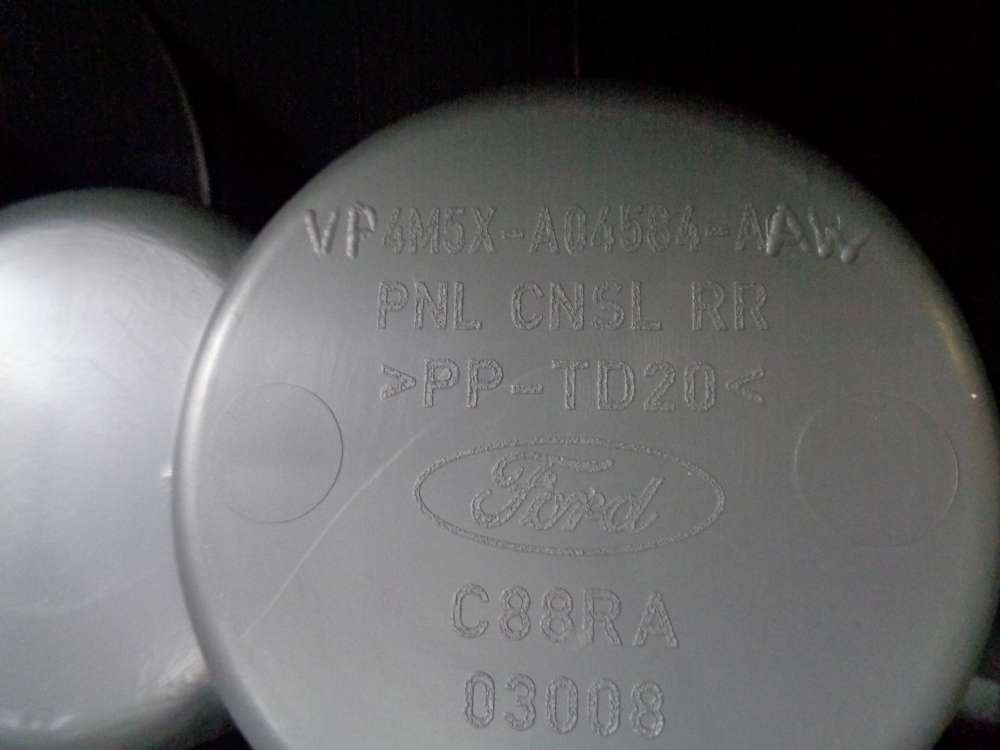 VP4M5X-A04584-AAW
PNL CNSL RR
>PP-TD20<
Ford
C88RA
03008